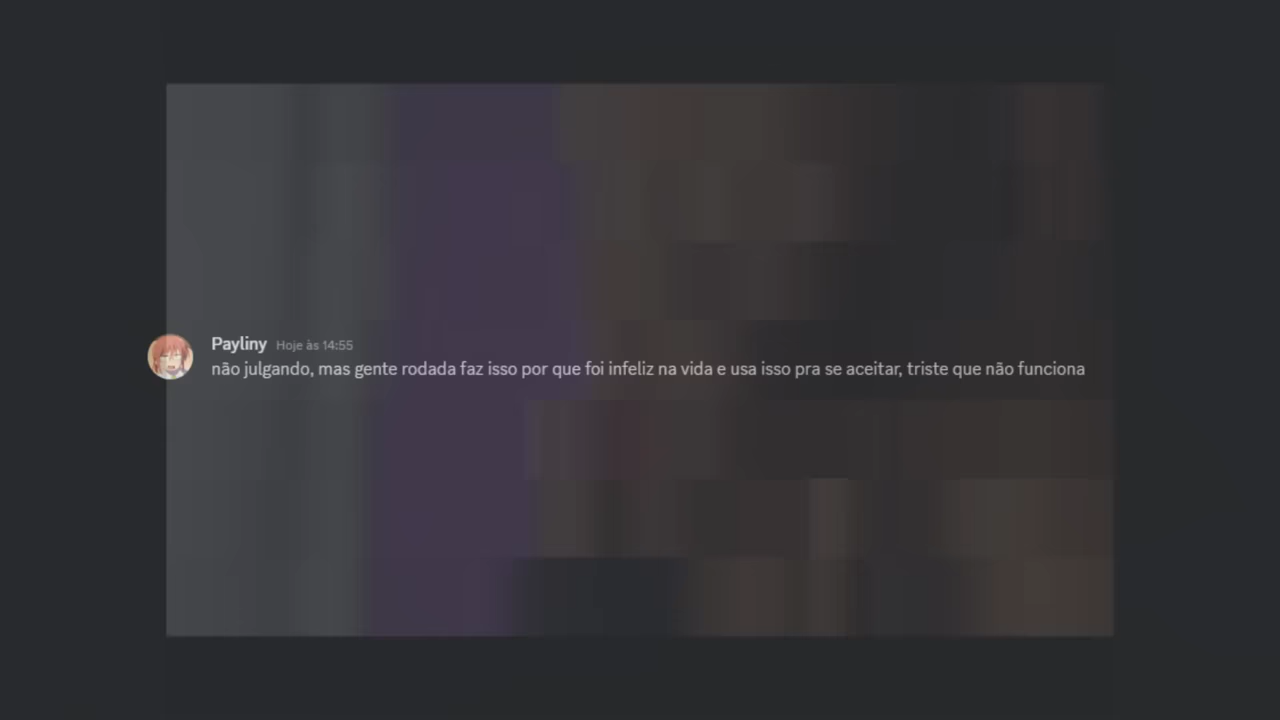 Payliny Hoje às 14:55
não julgando, mas gente rodada faz isso por que foi infeliz na vida e usa isso pra se aceitar, triste que não funciona